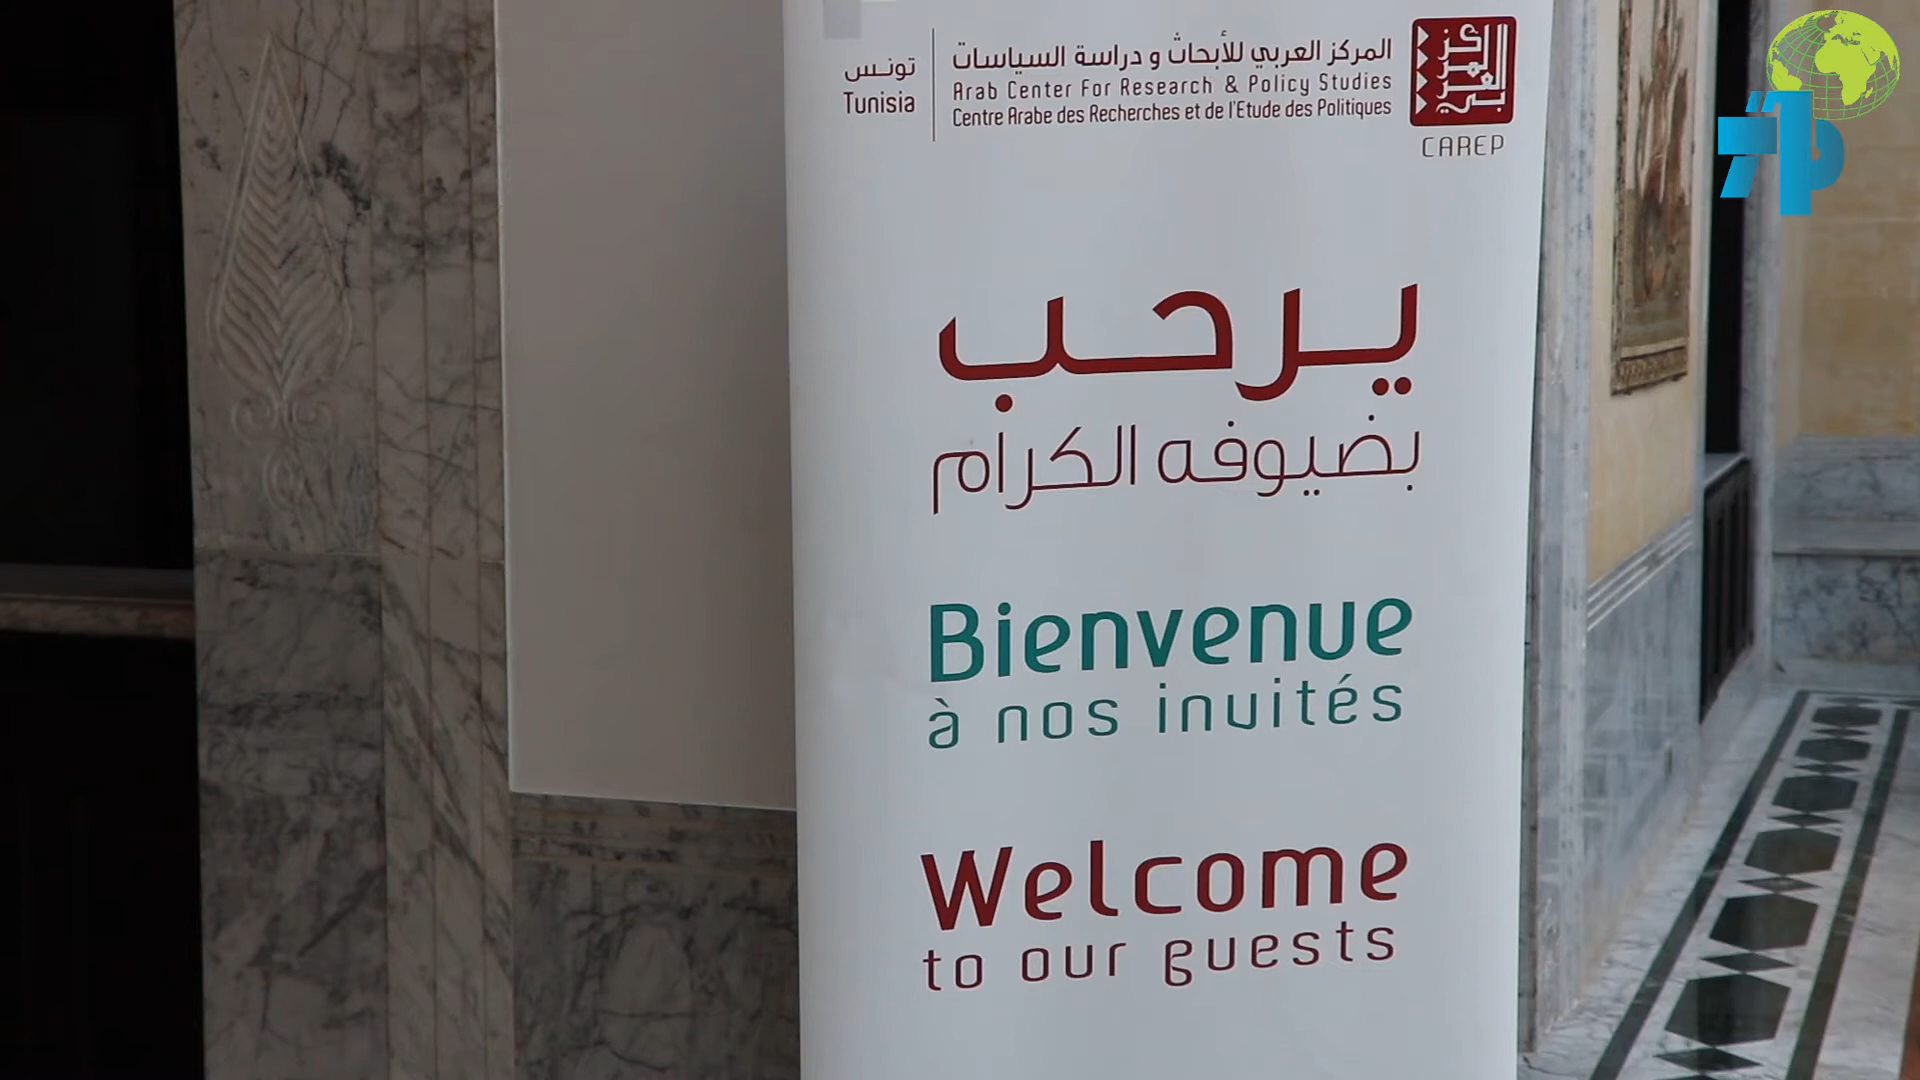 المركز العربي للأبحاث و دراسة السياسات
Arab Center For Research & Policy Studies
Centre Arabe des Recherches et de l'Etude des Politiques
تونس
Tunisia
CAREP
يرحب
بضيوفه الكرام
Bienvenue
à nos invités
Welcome
to our guests